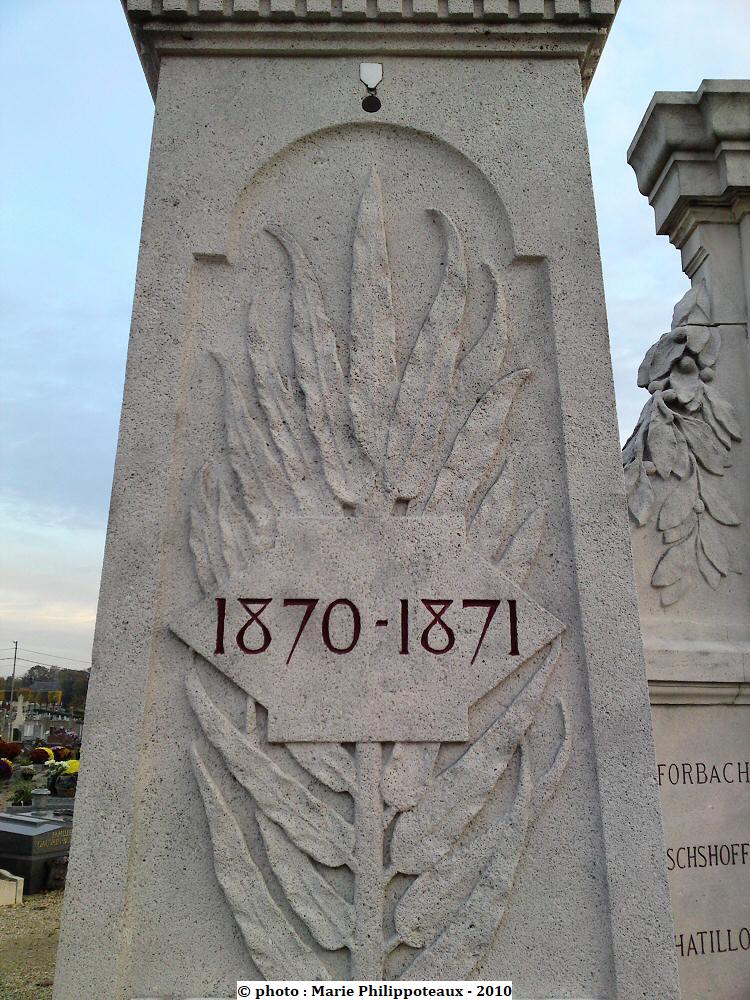 1870-1871
FORBACH
SCHSHOFF
HATILLO
© photo : Marie Philippoteaux - 2010